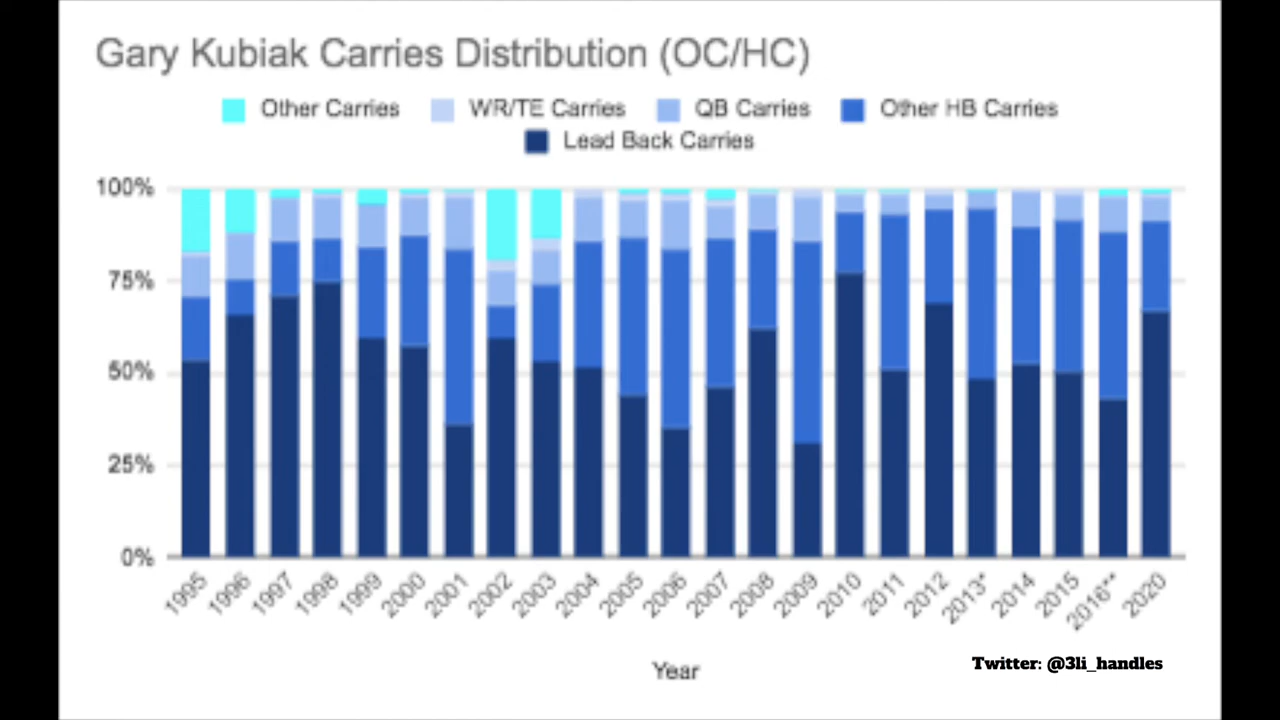 Gary Kubiak Carries Distribution (OC/HC)
Other Carries WR/TE Carries QB Carries Other HB Carries
Lead Back Carries
100%
75%
50%
25%
0%
1995 1996 1997 1998 1999 2000 2001 2002 2003 2004 2005 2006 2007 2008 2009 2010 2011 2012 2013* 2014 2015 2016** 2020
Year
Twitter: @3li_handles